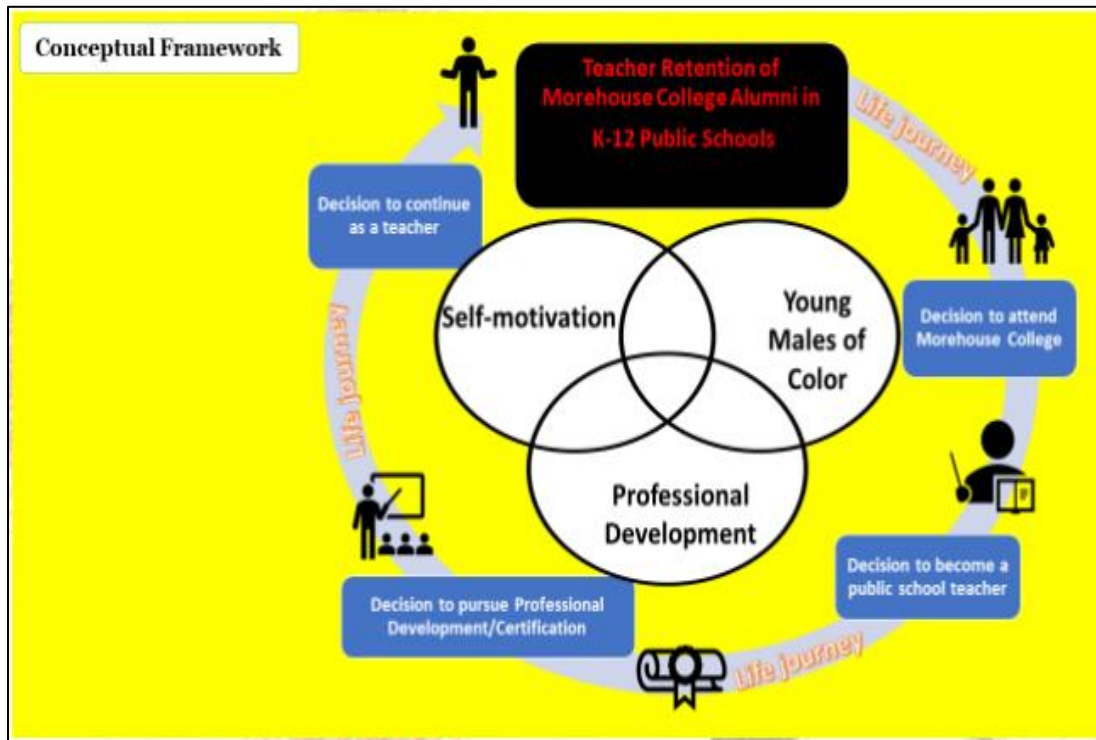 Conceptual Framework
Teacher Retention of
Morehouse College Alumni in
K-12 Public Schools
Life journey
Decision to attend
Morehouse College
Decision to become a
public school teacher
Life journey
Decision to pursue Professional
Development/Certification
Life journey
Decision to continue
as a teacher
Self-motivation
Young
Males of
Color
Professional
Development